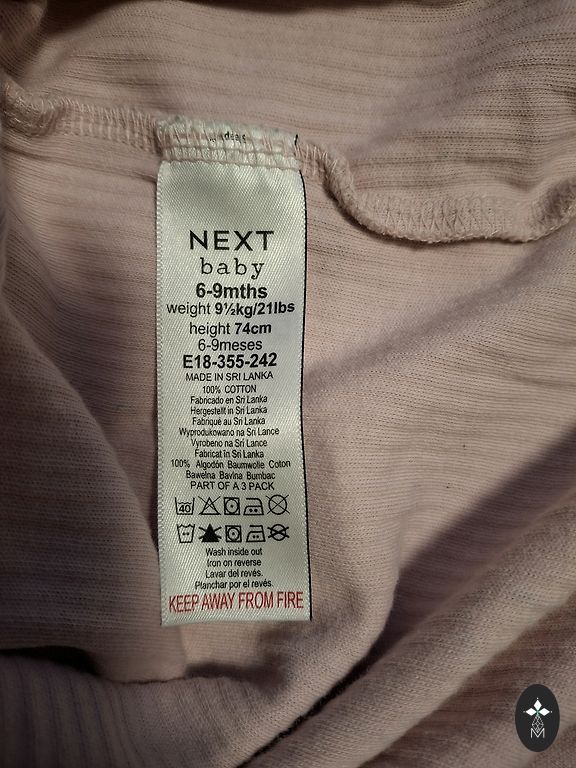 NEXT
baby
6-9mths
weight 9½kg/21lbs
height 74cm
6-9meses
E18-355-242
MADE IN SRI LANKA
100% COTTON
Fabricado en Sri Lanka
Hergestellt in Sri Lanka
Fabriqué au Sri Lanka
Wyprodukowano na Sri Lance
Vyrobeno na Sri Lance
Fabricat în Sri Lanka
100% Algodón Baumwolle Coton
Bawełna Bavlna Bumbac
PART OF A 3 PACK
40
Wash inside out
Iron on reverse
Lavar del revés.
Planchar por el revés.
KEEP AWAY FROM FIRE
M